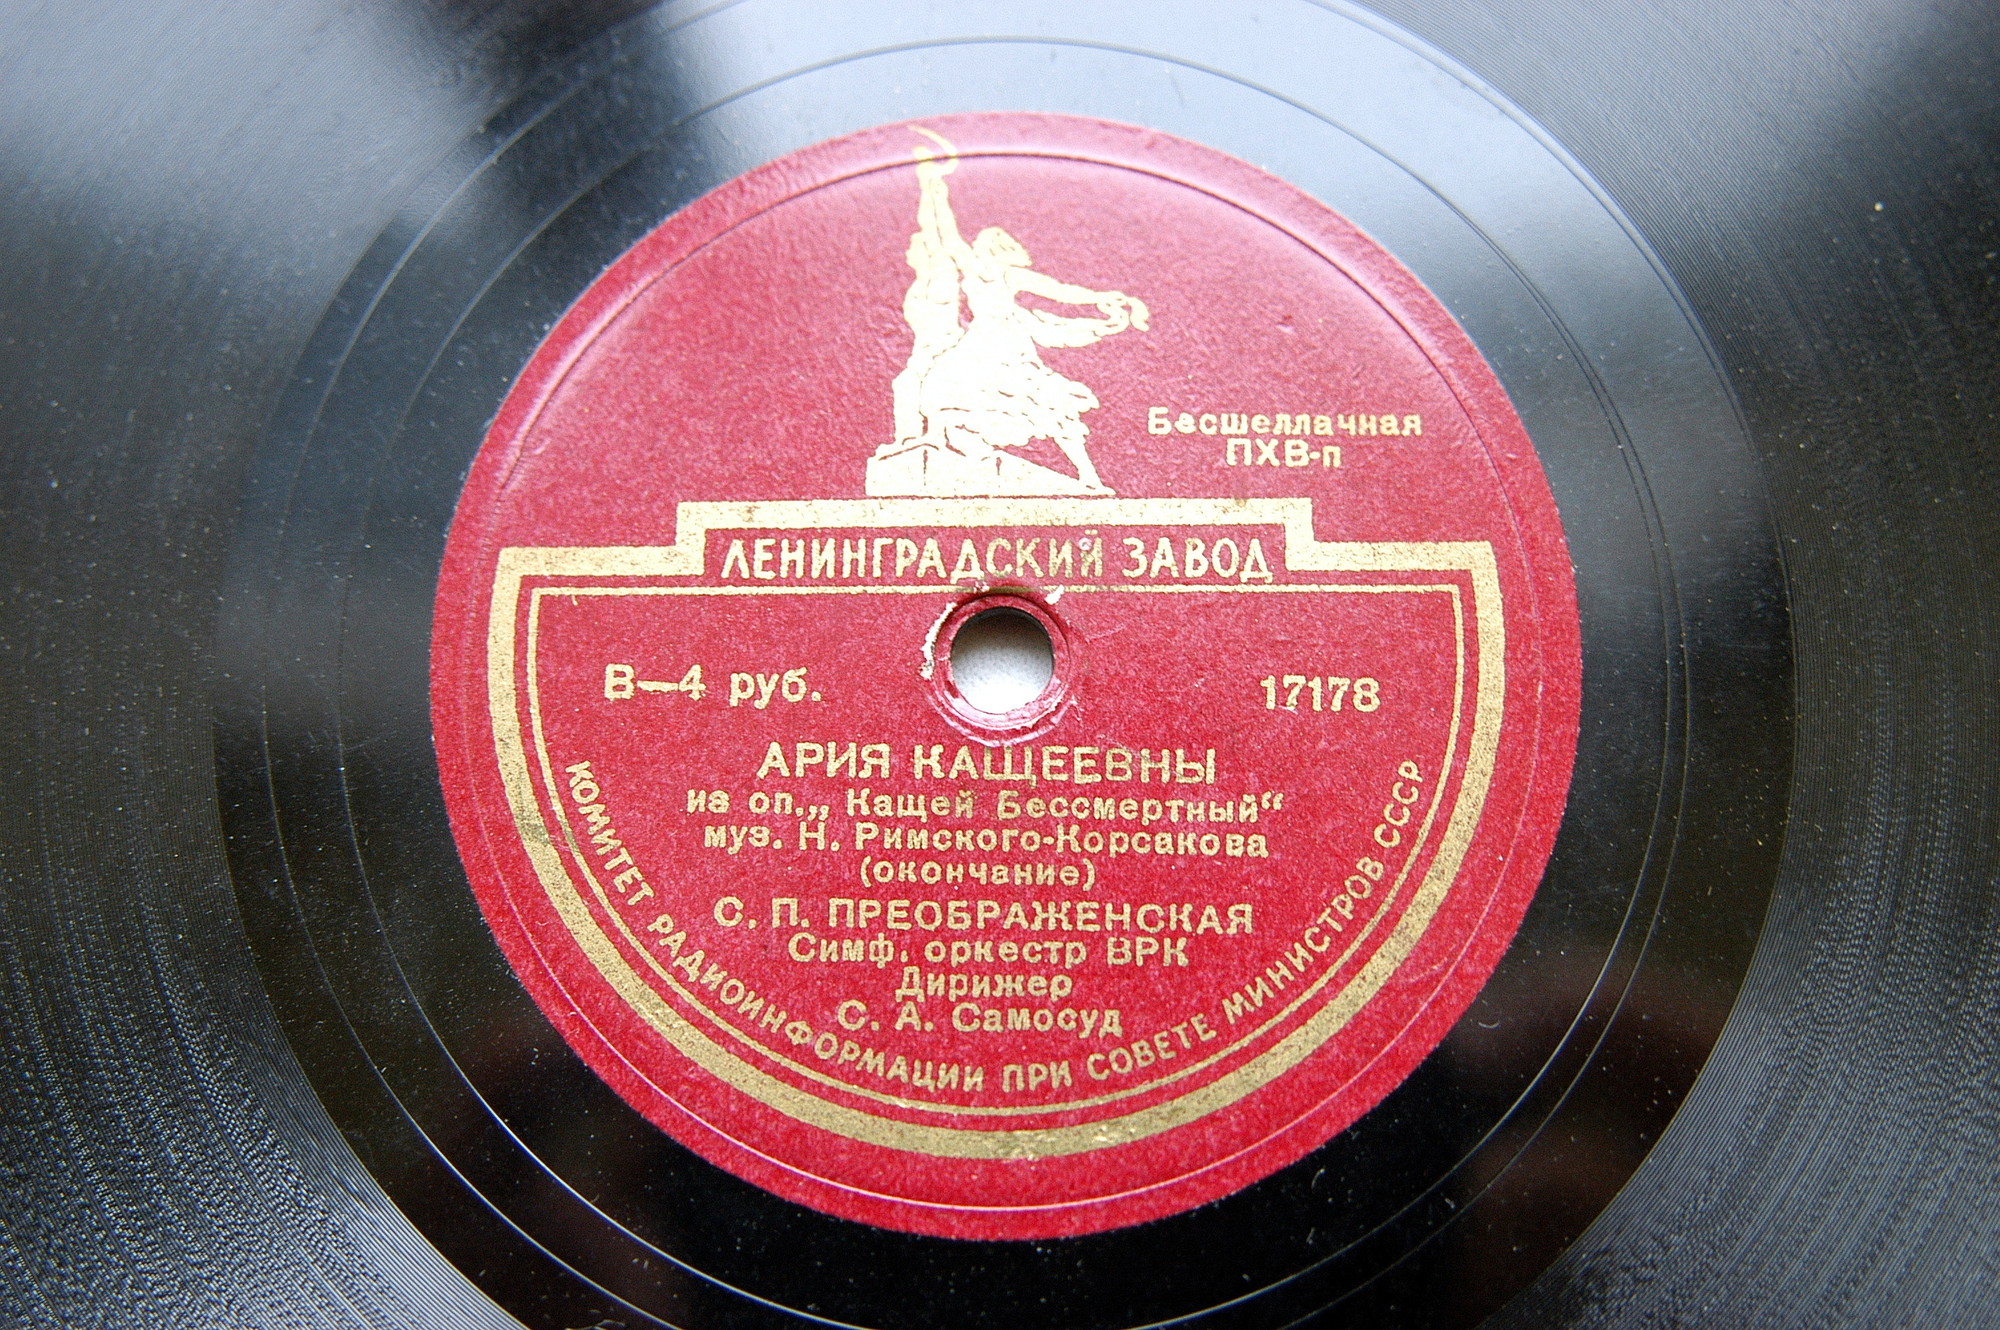 Бесшеллачная
ПХВ-п
ЛЕНИНГРАДСКИЙ ЗАВОД
В—4 руб.
17178
АРИЯ КАЩЕЕВНЫ
из оп. „Кащей Бессмертный“
муз. Н. Римского-Корсакова
(окончание)
С. П. ПРЕОБРАЖЕНСКАЯ
Симф. оркестр ВРК
Дирижер
С. А. Самосуд
КОМИТЕТ РАДИОИНФОРМАЦИИ ПРИ СОВЕТЕ МИНИСТРОВ СССР